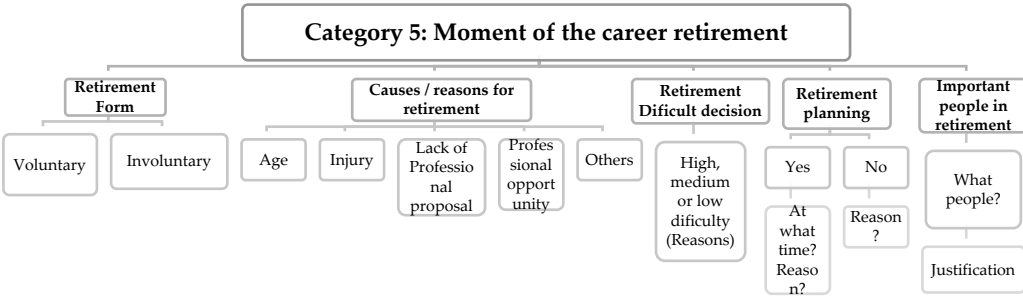 Category 5: Moment of the career retirement
Retirement
Form
Causes / reasons for
retirement
Retirement
Dificult decision
Retirement
planning
Important
people in
retirement
Voluntary
Involuntary
Age
Injury
Lack of
Professio
nal
proposal
Profes
sional
opport
unity
Others
High,
medium
or low
dificulty
(Reasons)
Yes
At
what
time?
Reaso
n?
No
Reason
?
What
people?
Justification